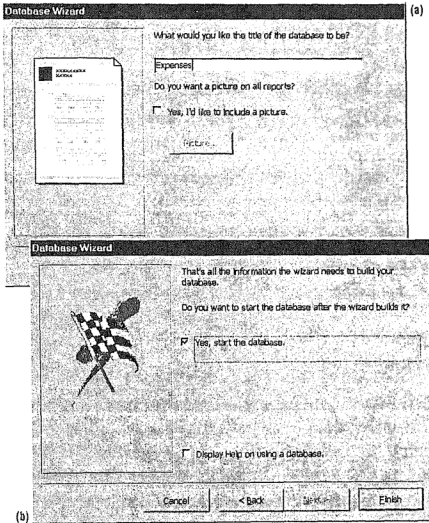 Database Wizard
(a)
What would you like the title of the database to be?
Expenses
Do you want a picture on all reports?
Yes, I'd like to include a picture.
Picture...
Database Wizard
That's all the information the wizard needs to build your
database.
Do you want to start the database after the wizard builds it?
Yes, start the database.
Display Help on using a database.
Cancel
< Back
Next >
Finish
(b)